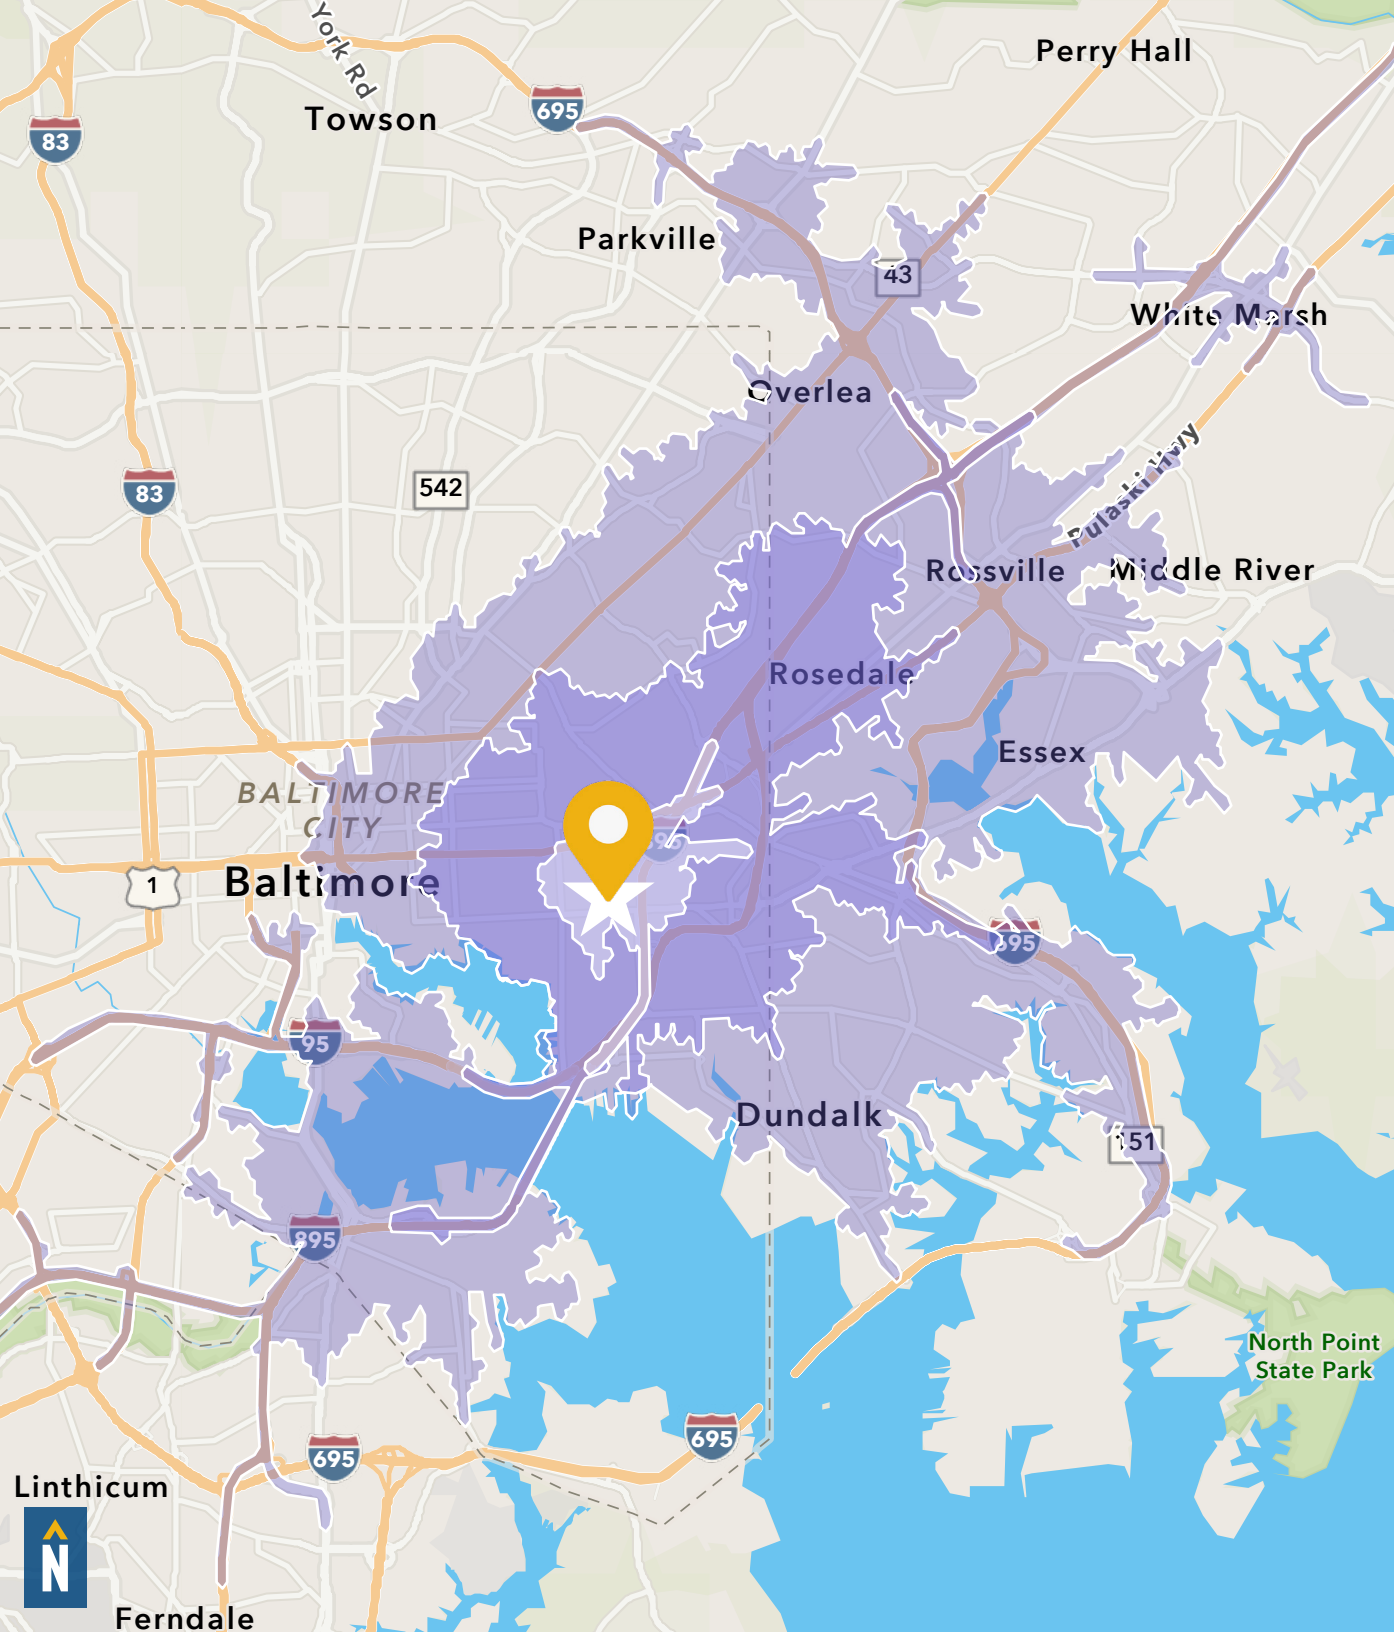 York Rd
Perry Hall
695
Towson
83
Parkville
43
White Marsh
Overlea
83
542
Pulaski Hwy
Rossville
Middle River
Rosedale
Essex
BALTIMORE
CITY
895
Baltimore
1
695
95
Dundalk
151
895
North Point
State Park
695
695
Linthicum
N
Ferndale